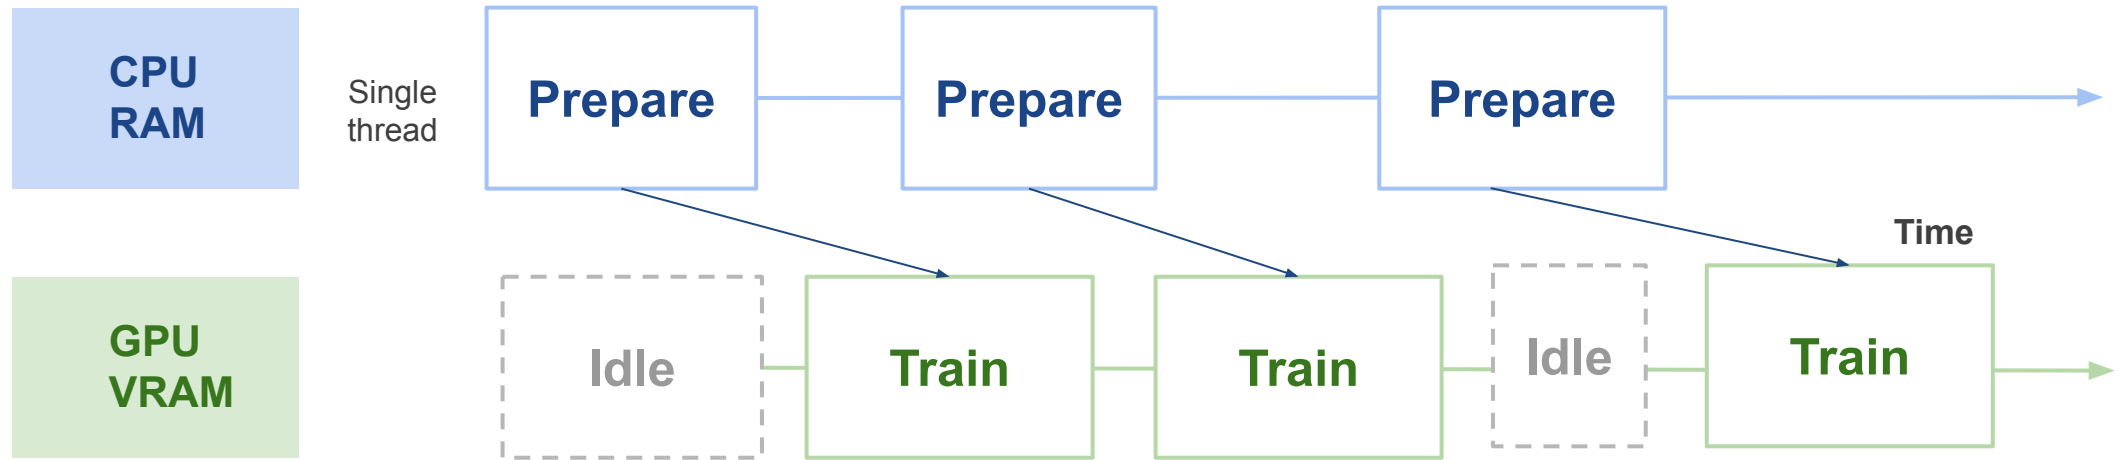 CPU
RAM
Single
thread
Prepare
Prepare
Prepare
Time
GPU
VRAM
Idle
Train
Train
Idle
Train